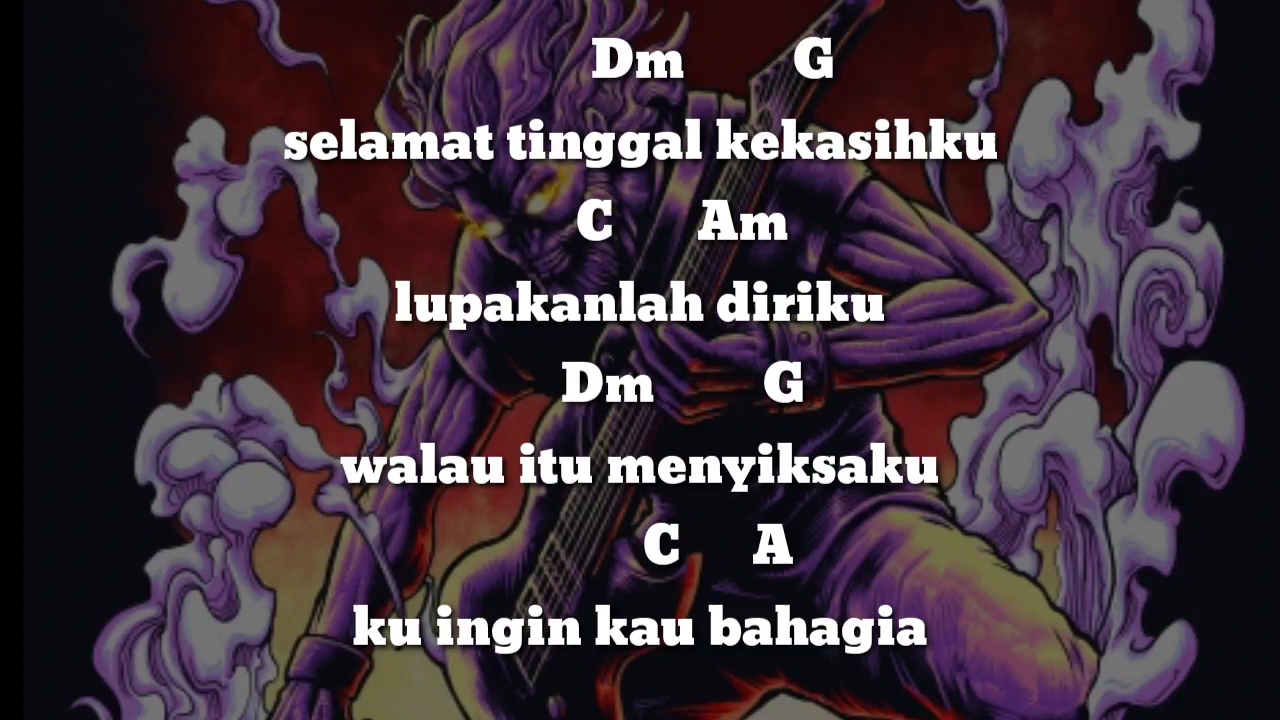 Dm G
selamat tinggal kekasihku
C Am
lupakanlah diriku
Dm G
walau itu menyiksaku
C A
ku ingin kau bahagia